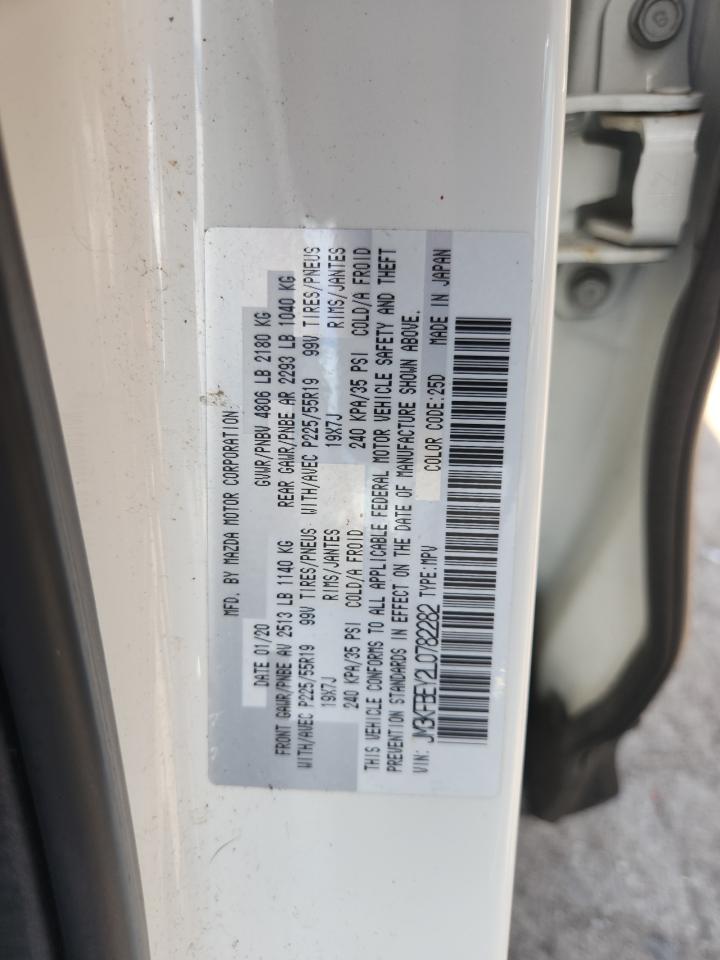 MFD. BY MAZDA MOTOR CORPORATION
DATE 01/20 GVWR/PNBV 4806 LB 2180 KG
FRONT GAWR/PNBE AV 2513 LB 1140 KG REAR GAWR/PNBE AR 2293 LB 1040 KG
WITH/AVEC P225/55R19 99V TIRES/PNEUS WITH/AVEC P225/55R19 99V TIRES/PNEUS
19X7J RIMS/JANTES 19X7J RIMS/JANTES
240 KPA/35 PSI COLD/A FROID 240 KPA/35 PSI COLD/A FROID
THIS VEHICLE CONFORMS TO ALL APPLICABLE FEDERAL MOTOR VEHICLE SAFETY AND THEFT
PREVENTION STANDARDS IN EFFECT ON THE DATE OF MANUFACTURE SHOWN ABOVE.
VIN: JM3KFBEY2L0782282 TYPE:MPV COLOR CODE:25D MADE IN JAPAN